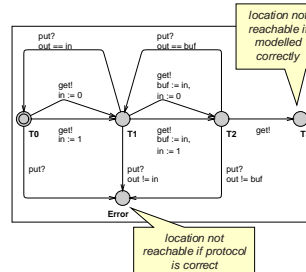 location not
reachable if
modelled
correctly
put?
out == in
put?
out == buf
get!
in := 0
get!
buf := in,
in := 0
T0
get!
in := 1
T1
get!
buf := in,
in := 1
T2
get!
T
put?
put?
out != in
put?
out != buf
Error
location not
reachable if protocol
is correct